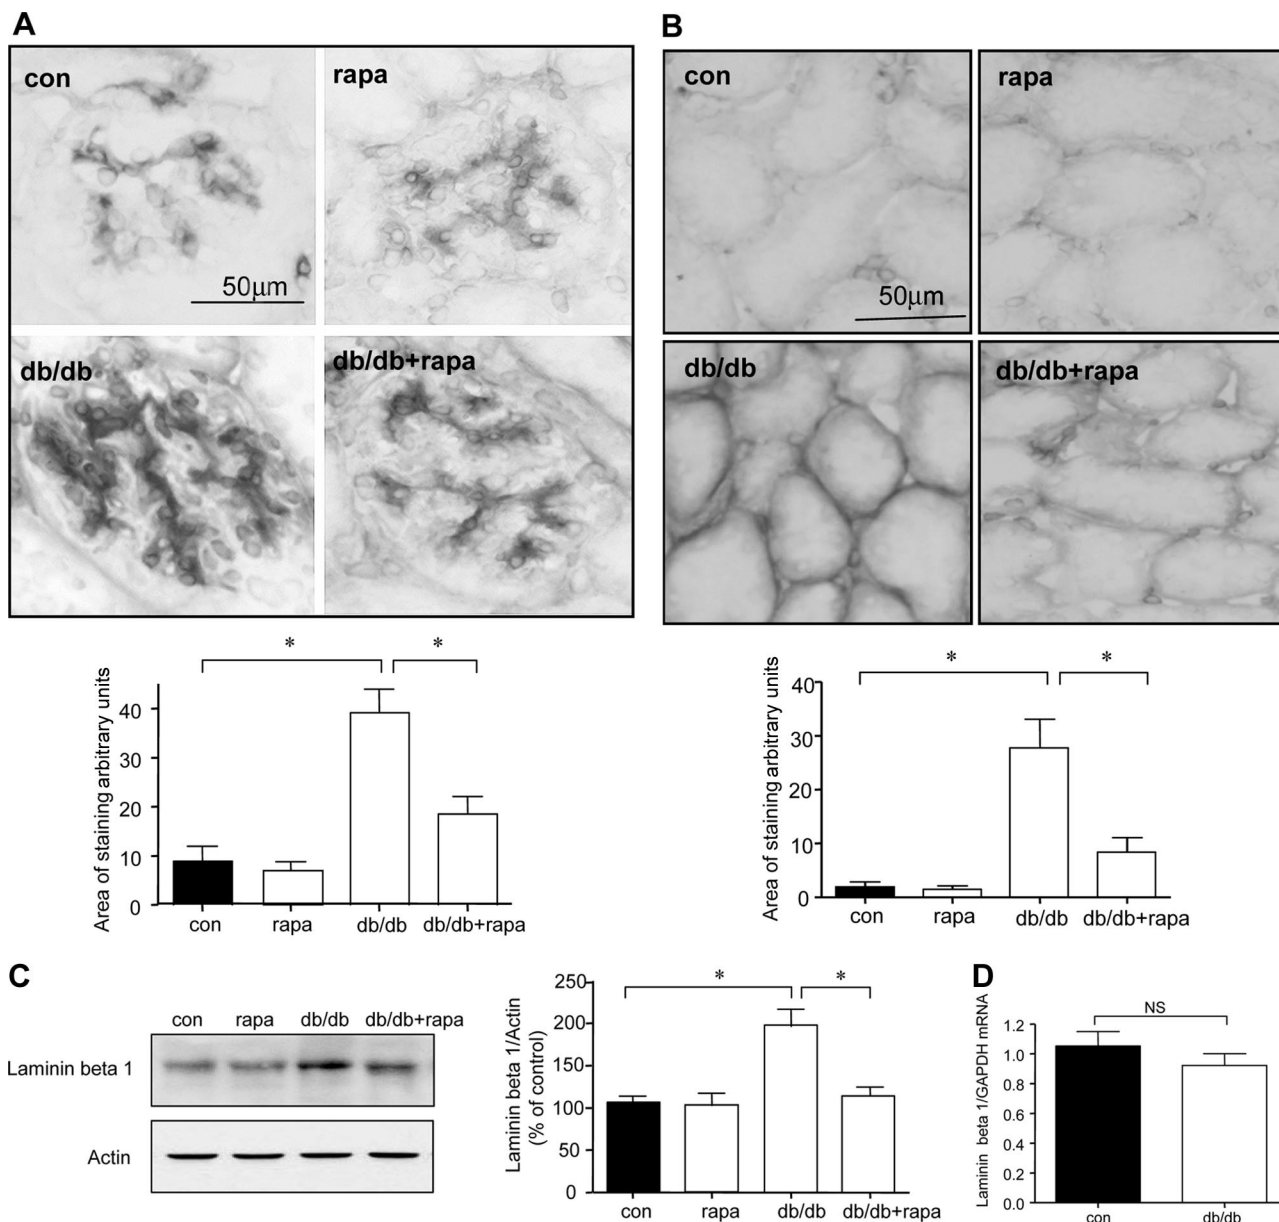 A
con
rapa
50μm
db/db
db/db+rapa
*
*
Area of staining arbitrary units
40
30
20
10
0
con
rapa
db/db
db/db+rapa
B
con
rapa
50μm
db/db
db/db+rapa
*
*
Area of staining arbitrary units
40
30
20
10
0
con
rapa
db/db
db/db+rapa
C
con
rapa
db/db
db/db+rapa
Laminin beta 1
Actin
*
*
Laminin beta 1/Actin
(% of control)
250
200
150
100
50
0
con
rapa
db/db
db/db+rapa
D
NS
Laminin beta 1/GAPDH mRNA
1.2
1.0
0.8
0.6
0.4
0.2
0.0
con
db/db